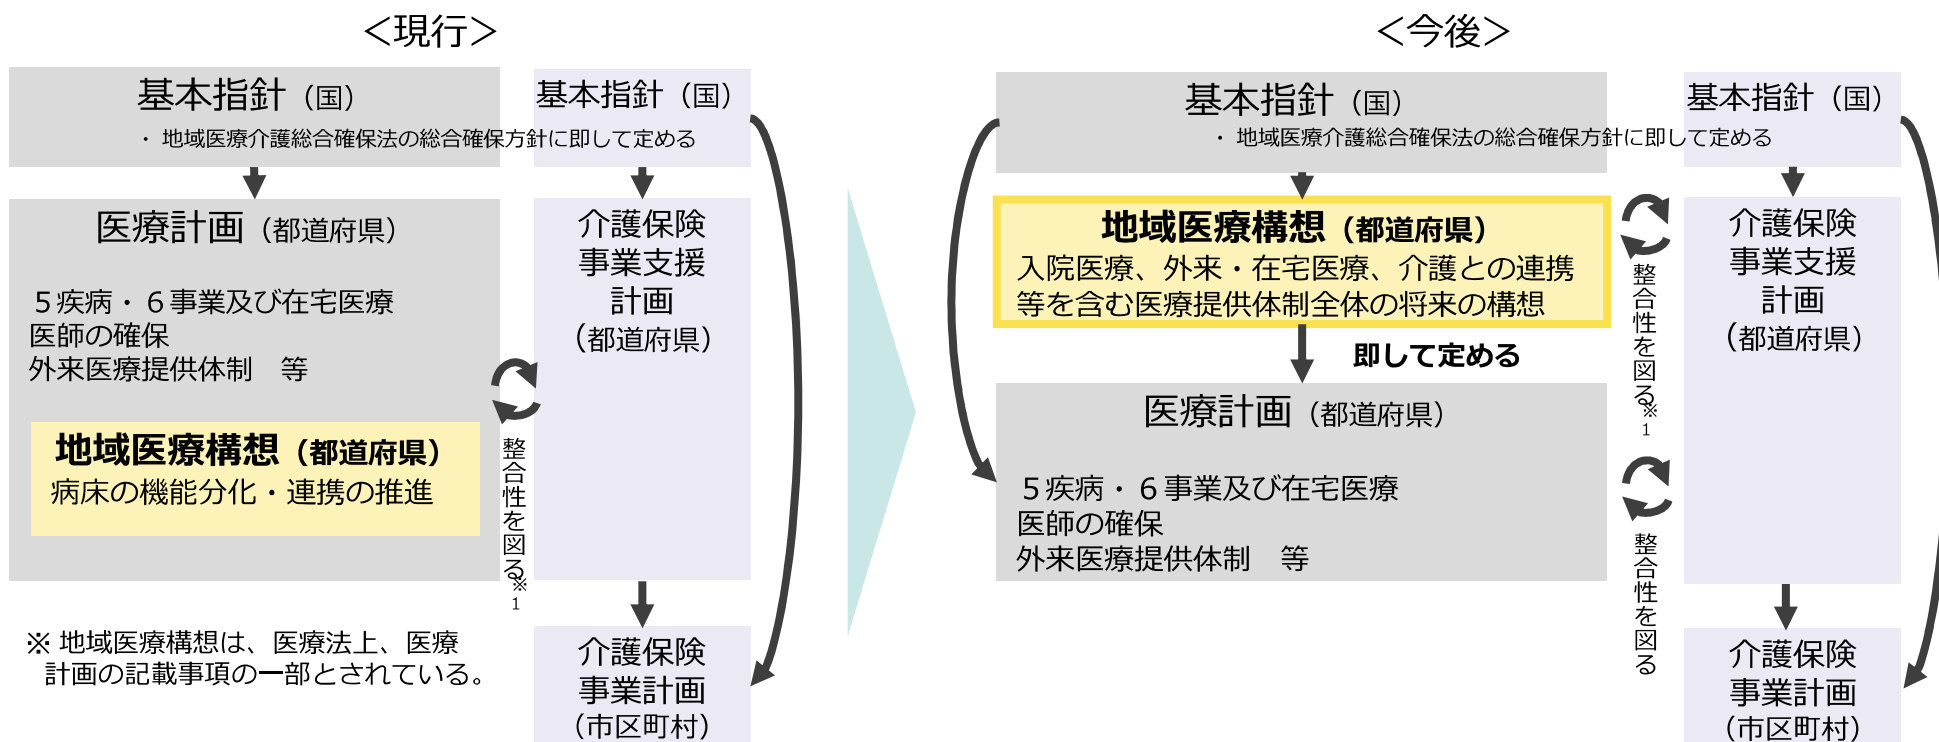 ＜現行＞
基本指針（国）
・ 地域医療介護総合確保法の総合確保方針に即して定める
医療計画（都道府県）
５疾病・６事業及び在宅医療
医師の確保
外来医療提供体制　等
地域医療構想（都道府県）
病床の機能分化・連携の推進
※ 地域医療構想は、医療法上、医療
計画の記載事項の一部とされている。
整合性を図る※1
基本指針（国）
介護保険
事業支援
計画
（都道府県）
介護保険
事業計画
（市区町村）
＜今後＞
基本指針（国）
・ 地域医療介護総合確保法の総合確保方針に即して定める
地域医療構想（都道府県）
入院医療、外来・在宅医療、介護との連携
等を含む医療提供体制全体の将来の構想
即して定める
医療計画（都道府県）
５疾病・６事業及び在宅医療
医師の確保
外来医療提供体制　等
整合性を図る※1
整合性を図る
基本指針（国）
介護保険
事業支援
計画
（都道府県）
介護保険
事業計画
（市区町村）